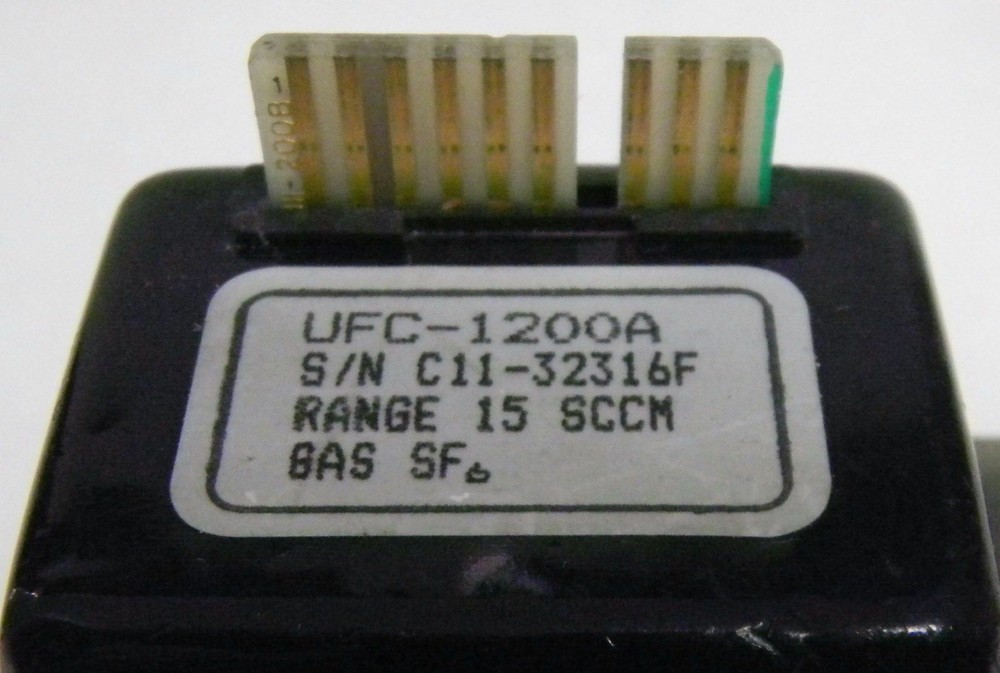 UFC-1200A
S/N C11-32316F
RANGE 15 SCCM
GAS SF₆